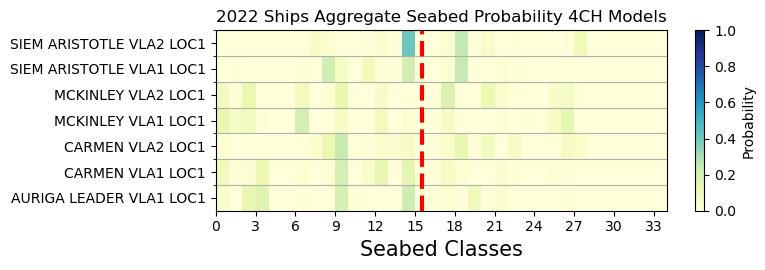 2022 Ships Aggregate Seabed Probability 4CH Models
SIEM ARISTOTLE VLA2 LOC1
SIEM ARISTOTLE VLA1 LOC1
MCKINLEY VLA2 LOC1
MCKINLEY VLA1 LOC1
CARMEN VLA2 LOC1
CARMEN VLA1 LOC1
AURIGA LEADER VLA1 LOC1
0 3 6 9 12 15 18 21 24 27 30 33
Seabed Classes
1.0
0.8
0.6
0.4
0.2
0.0
Probability